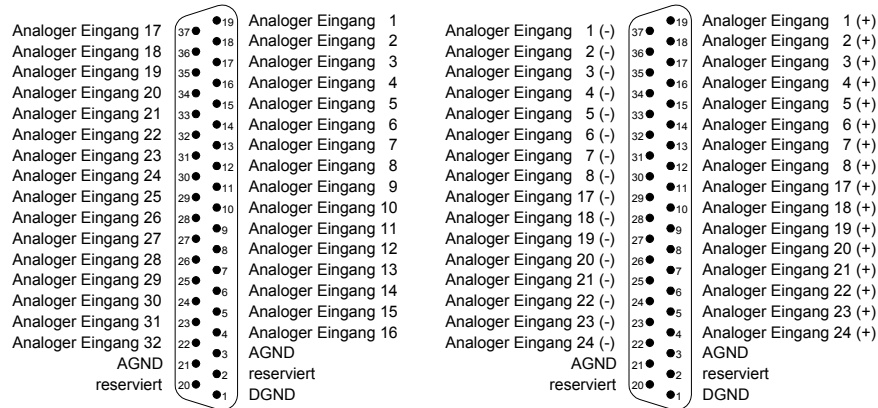 19 Analoger Eingang 1
Analoger Eingang 17 37
18 Analoger Eingang 2
Analoger Eingang 18 36
17 Analoger Eingang 3
Analoger Eingang 19 35
16 Analoger Eingang 4
Analoger Eingang 20 34
15 Analoger Eingang 5
Analoger Eingang 21 33
14 Analoger Eingang 6
Analoger Eingang 22 32
13 Analoger Eingang 7
Analoger Eingang 23 31
12 Analoger Eingang 8
Analoger Eingang 24 30
11 Analoger Eingang 9
Analoger Eingang 25 29
10 Analoger Eingang 10
Analoger Eingang 26 28
9 Analoger Eingang 11
Analoger Eingang 27 27
8 Analoger Eingang 12
Analoger Eingang 28 26
7 Analoger Eingang 13
Analoger Eingang 29 25
6 Analoger Eingang 14
Analoger Eingang 30 24
5 Analoger Eingang 15
Analoger Eingang 31 23
4 Analoger Eingang 16
Analoger Eingang 32 22
3 AGND
AGND 21
2 reserviert
reserviert 20
1 DGND
19 Analoger Eingang 1 (+)
Analoger Eingang 1 (-) 37
18 Analoger Eingang 2 (+)
Analoger Eingang 2 (-) 36
17 Analoger Eingang 3 (+)
Analoger Eingang 3 (-) 35
16 Analoger Eingang 4 (+)
Analoger Eingang 4 (-) 34
15 Analoger Eingang 5 (+)
Analoger Eingang 5 (-) 33
14 Analoger Eingang 6 (+)
Analoger Eingang 6 (-) 32
13 Analoger Eingang 7 (+)
Analoger Eingang 7 (-) 31
12 Analoger Eingang 8 (+)
Analoger Eingang 8 (-) 30
11 Analoger Eingang 17 (+)
Analoger Eingang 17 (-) 29
10 Analoger Eingang 18 (+)
Analoger Eingang 18 (-) 28
9 Analoger Eingang 19 (+)
Analoger Eingang 19 (-) 27
8 Analoger Eingang 20 (+)
Analoger Eingang 20 (-) 26
7 Analoger Eingang 21 (+)
Analoger Eingang 21 (-) 25
6 Analoger Eingang 22 (+)
Analoger Eingang 22 (-) 24
5 Analoger Eingang 23 (+)
Analoger Eingang 23 (-) 23
4 Analoger Eingang 24 (+)
Analoger Eingang 24 (-) 22
3 AGND
AGND 21
2 reserviert
reserviert 20
1 DGND